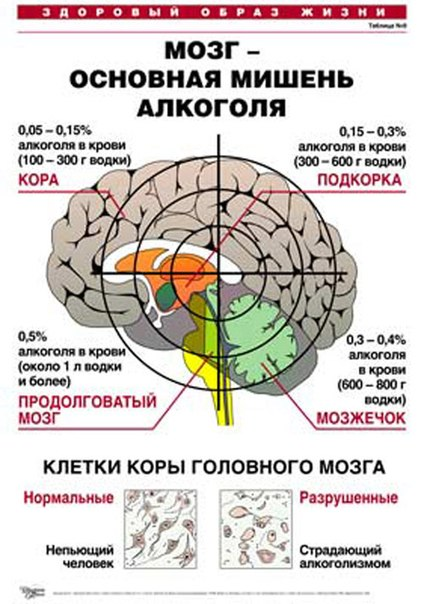 ЗДОРОВЫЙ ОБРАЗ ЖИЗНИ
Таблица №8
МОЗГ –
ОСНОВНАЯ МИШЕНЬ
АЛКОГОЛЯ
0,05 – 0,15%
алкоголя в крови
(100 – 300 г водки)
КОРА
0,15 – 0,3%
алкоголя в крови
(300 – 600 г водки)
ПОДКОРКА
0,5%
алкоголя в крови
(около 1 л водки
и более)
ПРОДОЛГОВАТЫЙ
МОЗГ
0,3 – 0,4%
алкоголя
в крови
(600 – 800 г
водки)
МОЗЖЕЧОК
КЛЕТКИ КОРЫ ГОЛОВНОГО МОЗГА
Нормальные
Непьющий
человек
Разрушенные
Страдающий
алкоголизмом